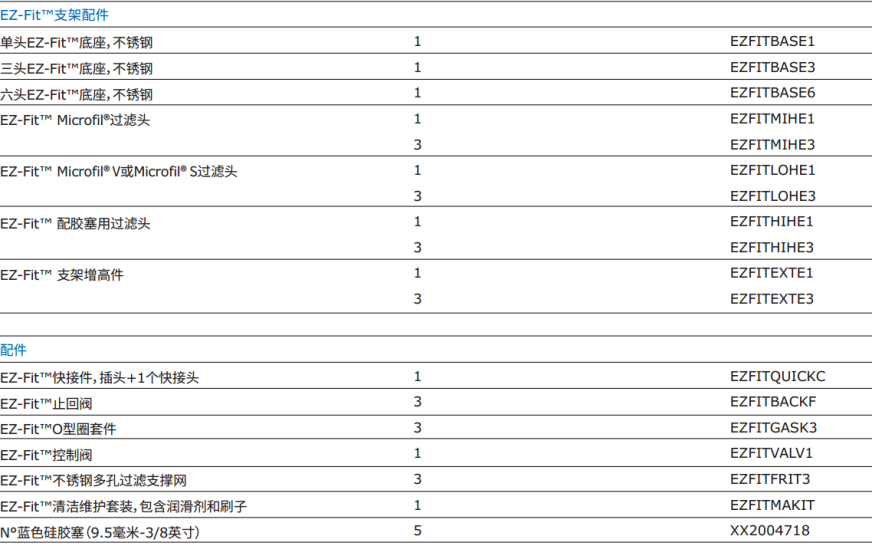 EZ-Fit™支架配件
单头EZ-Fit™底座，不锈钢 1 EZFITBASE1
三头EZ-Fit™底座，不锈钢 1 EZFITBASE3
六头EZ-Fit™底座，不锈钢 1 EZFITBASE6
EZ-Fit™ Microfil®过滤头 1 EZFITMIHE1
3 EZFITMIHE3
EZ-Fit™ Microfil® V或Microfil® S过滤头 1 EZFITLOHE1
3 EZFITLOHE3
EZ-Fit™ 配胶塞用过滤头 1 EZFITHIHE1
3 EZFITHIHE3
EZ-Fit™ 支架增高件 1 EZFITEXTE1
3 EZFITEXTE3
配件
EZ-Fit™快接件，插头+1个快接头 1 EZFITQUICKC
EZ-Fit™止回阀 3 EZFITBACKF
EZ-Fit™O型圈套件 3 EZFITGASK3
EZ-Fit™控制阀 1 EZFITVALV1
EZ-Fit™不锈钢多孔过滤支撑网 3 EZFITFRIT3
EZ-Fit™清洁维护套装，包含润滑剂和刷子 1 EZFITMAKIT
N°蓝色硅胶塞（9.5毫米-3/8英寸） 5 XX2004718